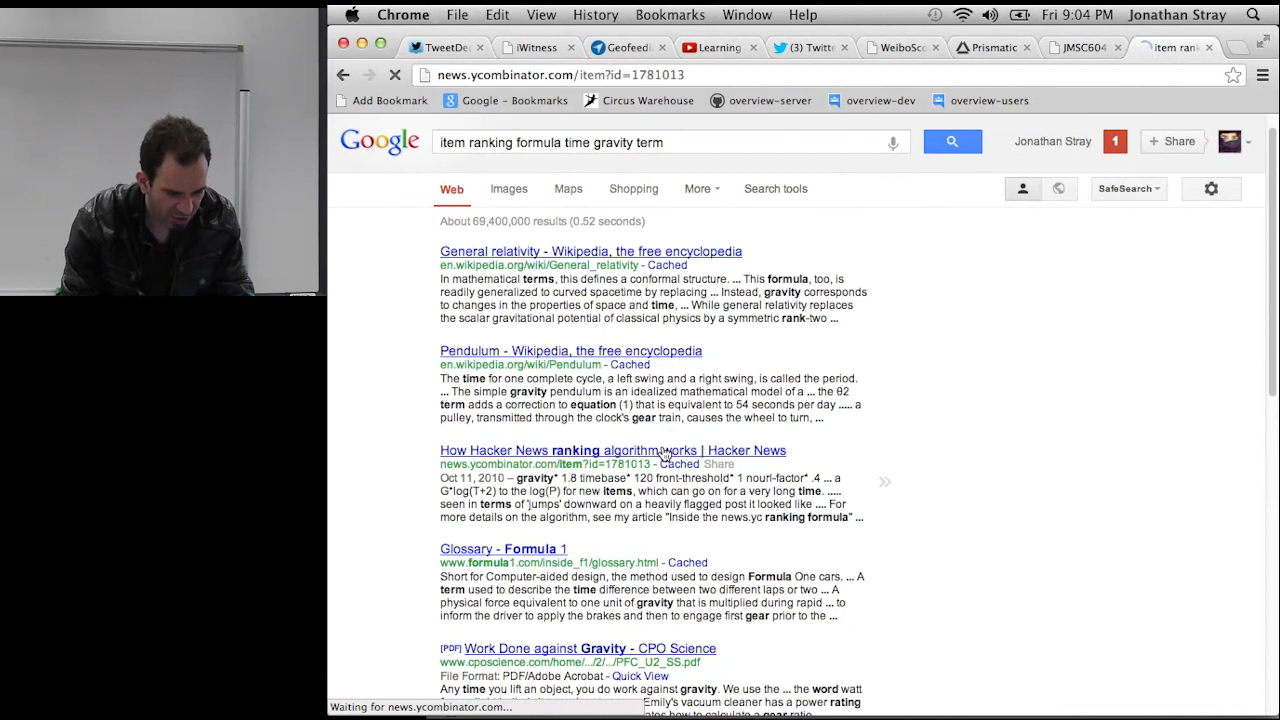 Chrome File Edit View History Bookmarks Window Help Fri 9:04 PM Jonathan Stray
TweetDec iWitness Geofeedi Learning (3) Twitte WeiboSco Prismatic JMSC604 item rank
news.ycombinator.com/item?id=1781013
Add Bookmark Google - Bookmarks Circus Warehouse overview-server overview-dev overview-users
Google item ranking formula time gravity term Jonathan Stray 1 + Share
Web Images Maps Shopping More Search tools SafeSearch
About 69,400,000 results (0.52 seconds)
General relativity - Wikipedia, the free encyclopedia
en.wikipedia.org/wiki/General_relativity - Cached
In mathematical terms, this defines a conformal structure. ... This formula, too, is
readily generalized to curved spacetime by replacing ... Instead, gravity corresponds
to changes in the properties of space and time, ... While general relativity replaces
the scalar gravitational potential of classical physics by a symmetric rank-two ...
Pendulum - Wikipedia, the free encyclopedia
en.wikipedia.org/wiki/Pendulum - Cached
The time for one complete cycle, a left swing and a right swing, is called the period.
... The simple gravity pendulum is an idealized mathematical model of a ... the θ2
term adds a correction to equation (1) that is equivalent to 54 seconds per day ..... a
pulley, transmitted through the clock's gear train, causes the wheel to turn, ...
How Hacker News ranking algorithm works | Hacker News
news.ycombinator.com/item?id=1781013 - Cached Share
Oct 11, 2010 – gravity* 1.8 timebase* 120 front-threshold* 1 nourl-factor* .4 ... a
G*log(T+2) to the log(P) for new items, which can go on for a very long time. .....
seen in terms of 'jumps' downward on a heavily flagged post it looked like .... For
more details on the algorithm, see my article "Inside the news.yc ranking formula" ...
Glossary - Formula 1
www.formula1.com/inside_f1/glossary.html - Cached
Short for Computer-aided design, the method used to design Formula One cars. ... A
term used to describe the time difference between two different laps or two ... A
physical force equivalent to one unit of gravity that is multiplied during rapid ... to
inform the driver to apply the brakes and then to engage first gear prior to the ...
[PDF] Work Done against Gravity - CPO Science
www.cposcience.com/home/.../2/.../PFC_U2_SS.pdf
File Format: PDF/Adobe Acrobat - Quick View
Any time you lift an object, you do work against gravity. We use the ... the word watt
Emily's vacuum cleaner has a power rating
Waiting for news.ycombinator.com...